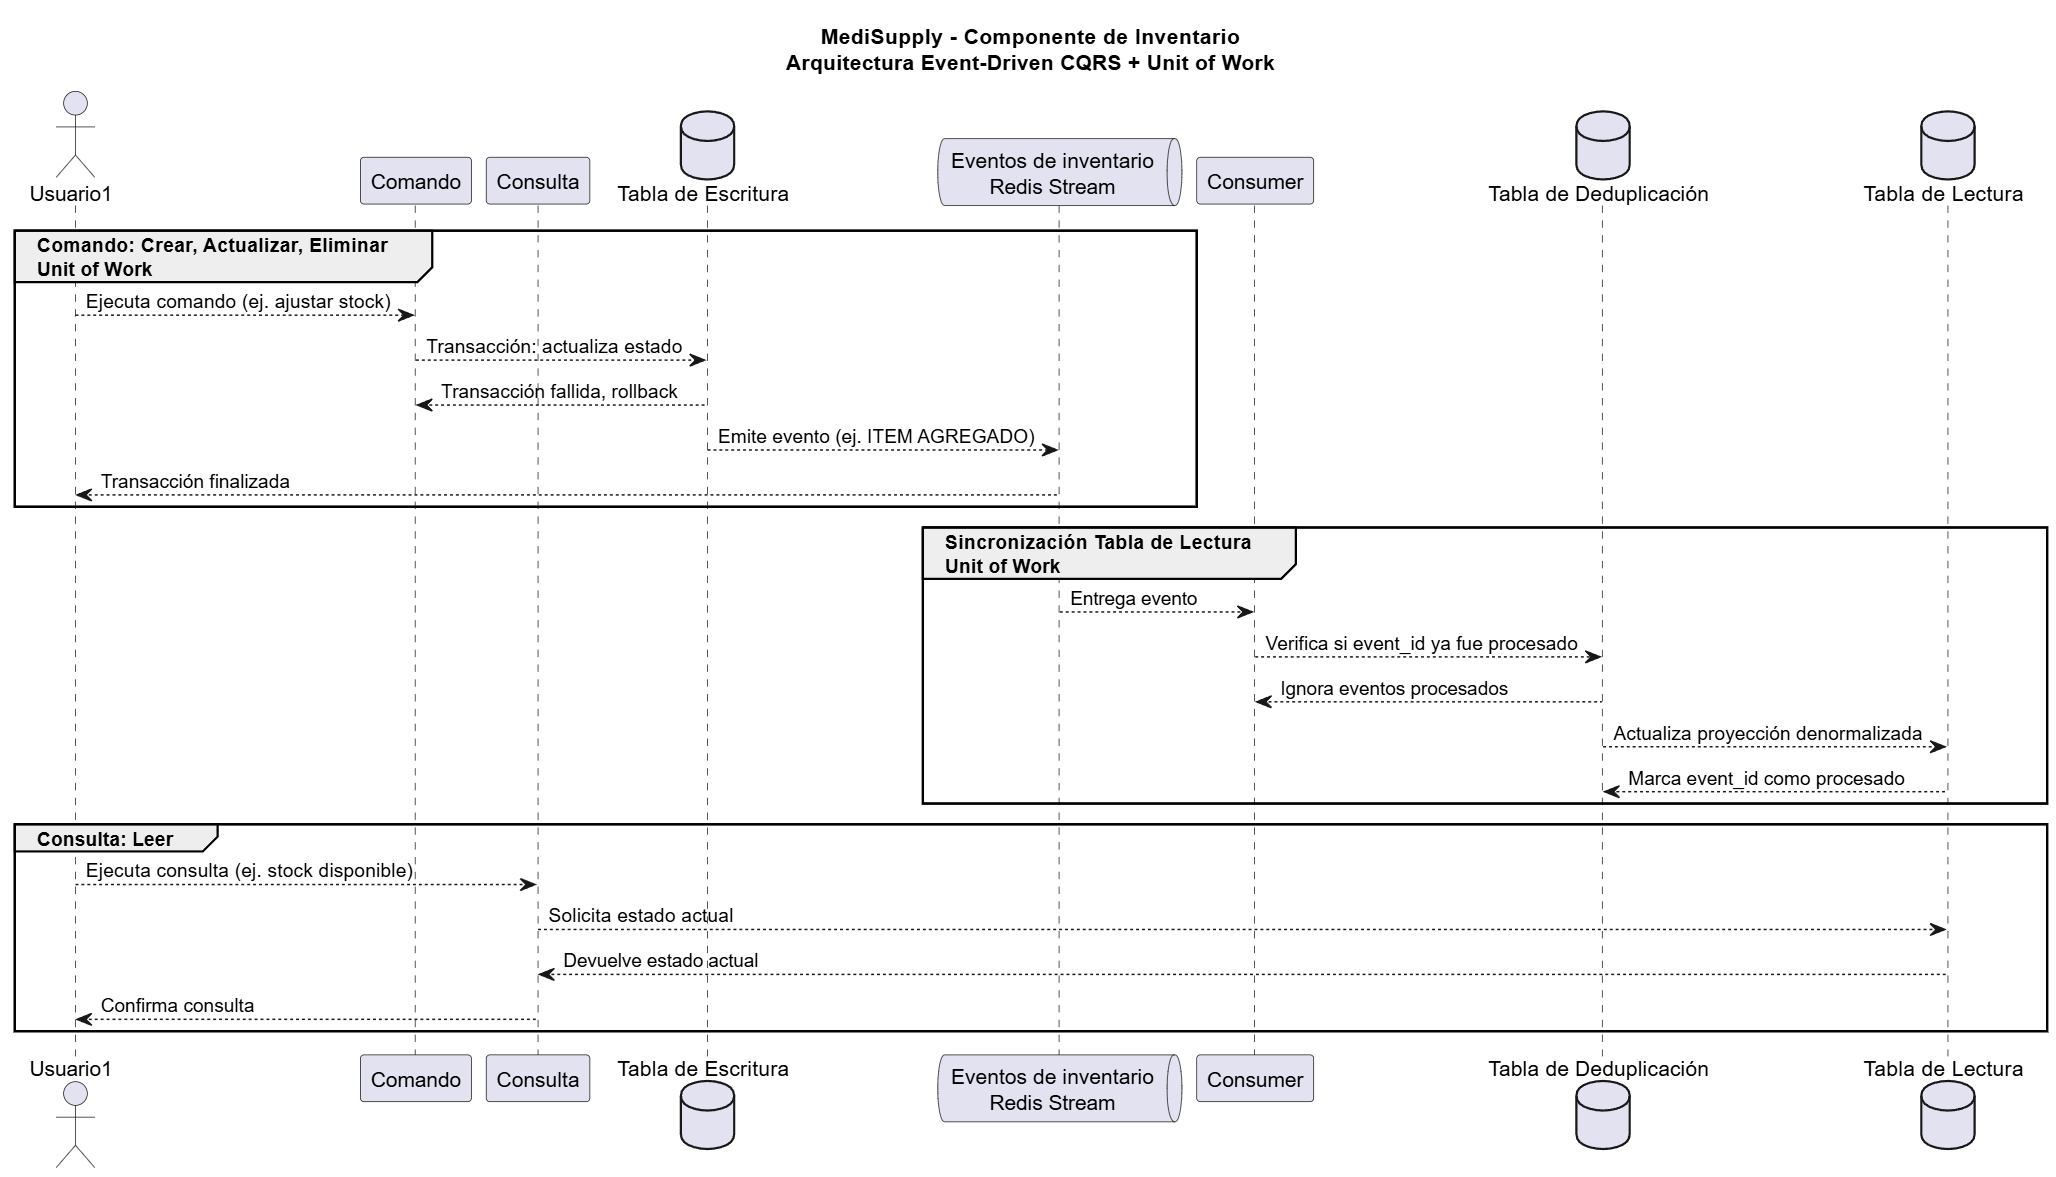 MediSupply - Componente de Inventario
Arquitectura Event-Driven CQRS + Unit of Work
Usuario1
Comando
Consulta
Tabla de Escritura
Eventos de inventario
Redis Stream
Consumer
Tabla de Deduplicación
Tabla de Lectura
Comando: Crear, Actualizar, Eliminar
Unit of Work
Ejecuta comando (ej. ajustar stock)
Transacción: actualiza estado
Transacción fallida, rollback
Emite evento (ej. ITEM AGREGADO)
Transacción finalizada
Sincronización Tabla de Lectura
Unit of Work
Entrega evento
Verifica si event_id ya fue procesado
Ignora eventos procesados
Actualiza proyección denormalizada
Marca event_id como procesado
Consulta: Leer
Ejecuta consulta (ej. stock disponible)
Solicita estado actual
Devuelve estado actual
Confirma consulta
Usuario1
Comando
Consulta
Tabla de Escritura
Eventos de inventario
Redis Stream
Consumer
Tabla de Deduplicación
Tabla de Lectura